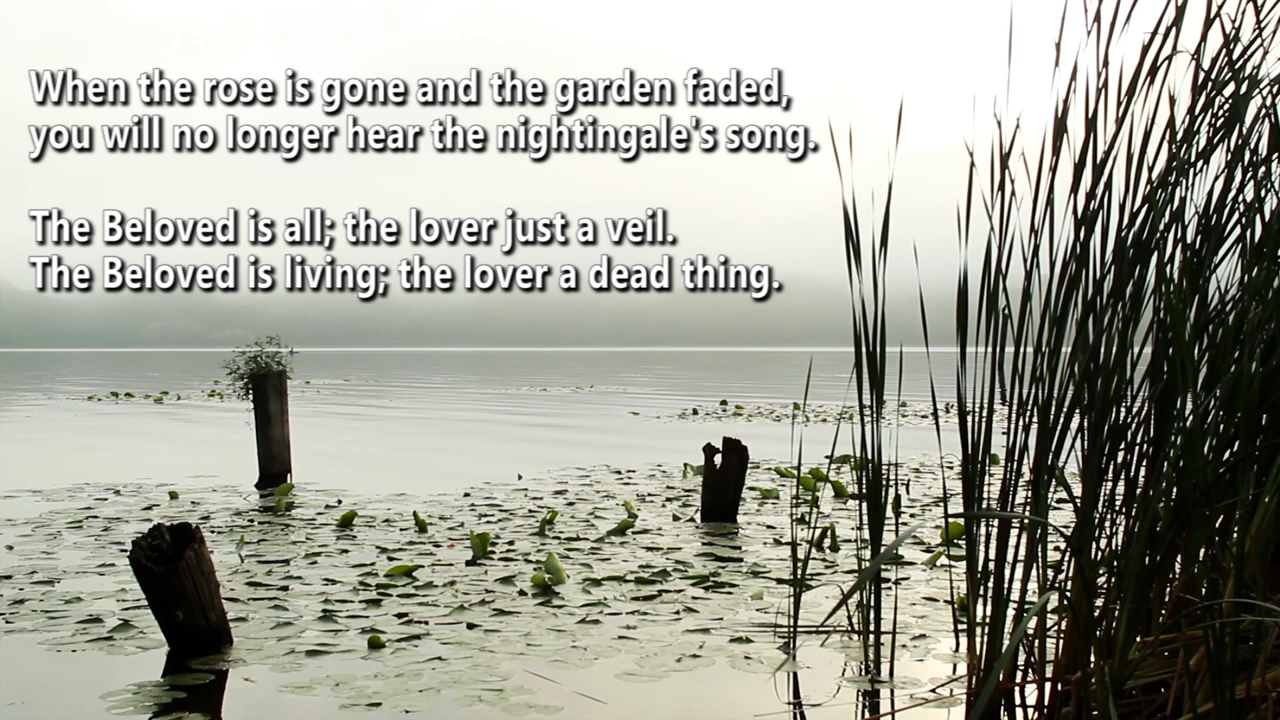 When the rose is gone and the garden faded,
you will no longer hear the nightingale's song.
The Beloved is all; the lover just a veil.
The Beloved is living; the lover a dead thing.